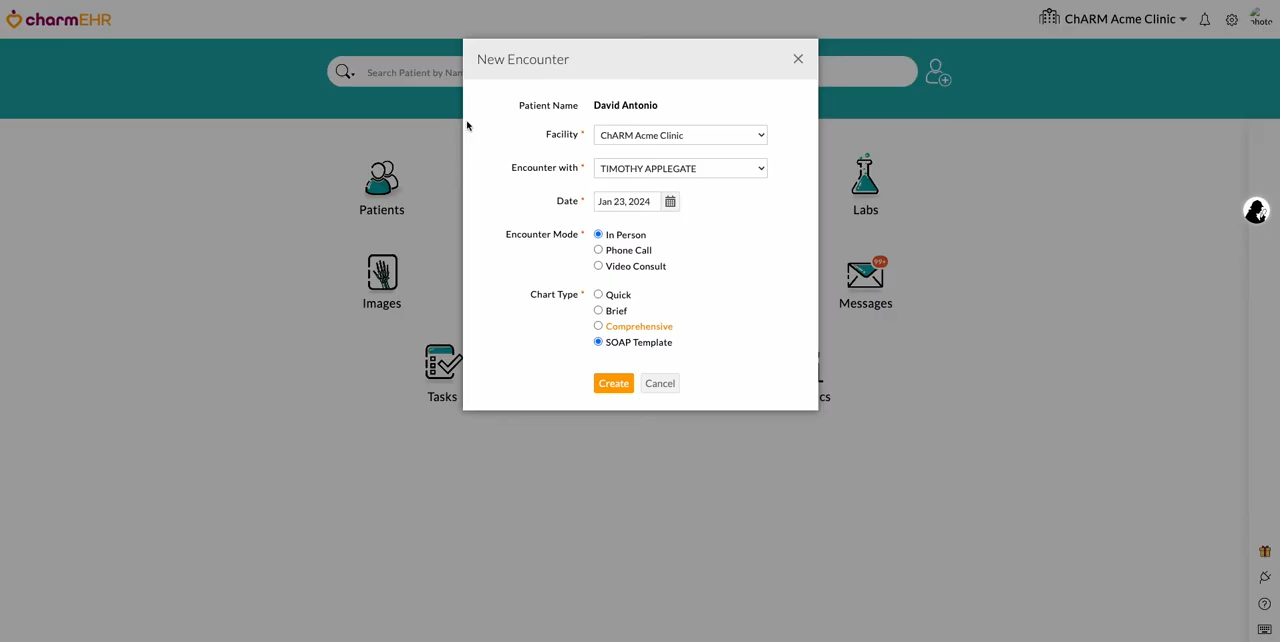 charmEHR
ChARM Acme Clinic
photo
Search Patient by Nam
New Encounter
Patient Name David Antonio
Facility * ChARM Acme Clinic
Encounter with * TIMOTHY APPLEGATE
Date * Jan 23, 2024
Encounter Mode * In Person
Phone Call
Video Consult
Chart Type * Quick
Brief
Comprehensive
SOAP Template
Create Cancel
Patients
Labs
Images
99+
Messages
Tasks
cs